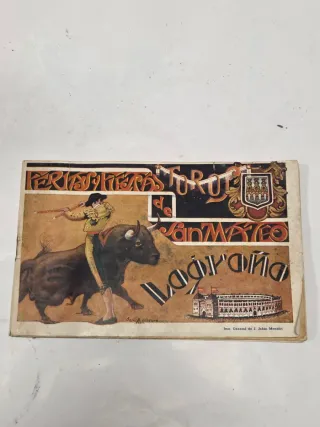 FERIAS Y FIESTAS
TOROS
de
SAN MATEO
Logroño